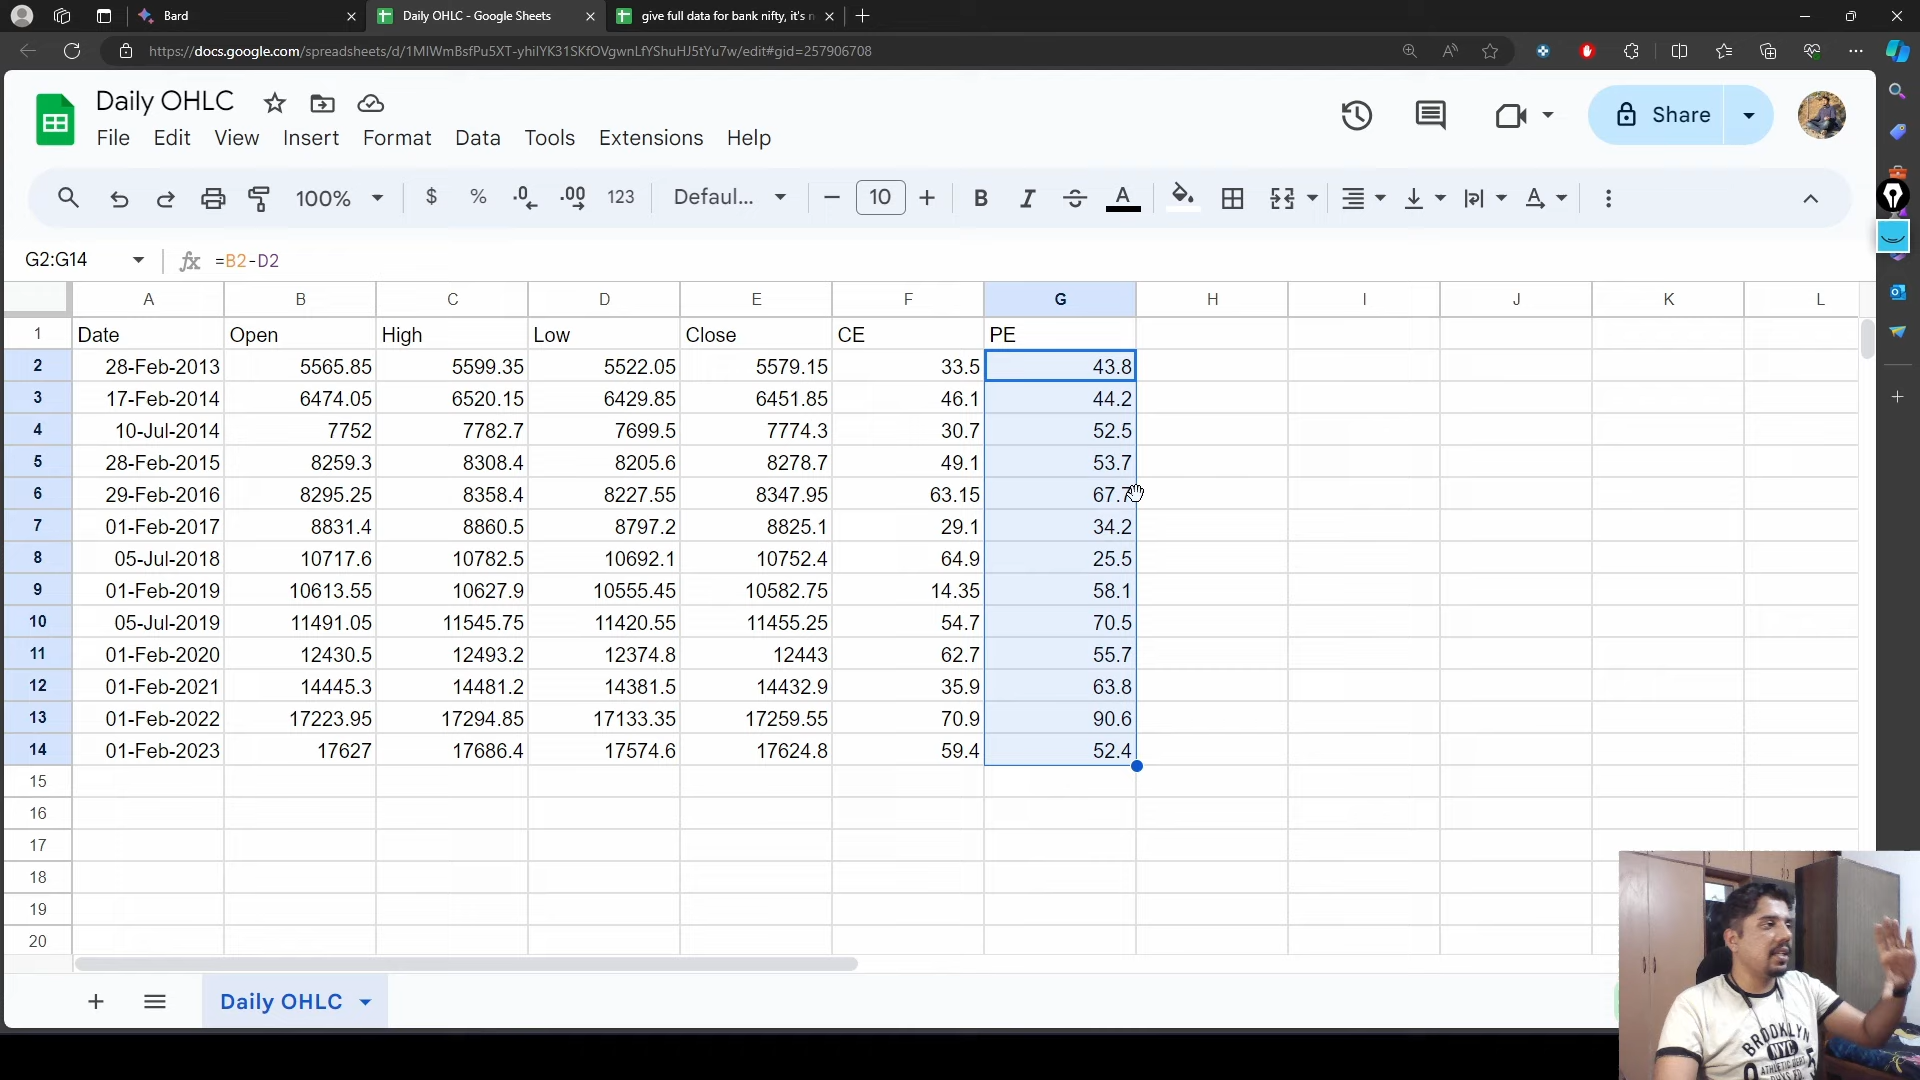 Bard
Daily OHLC - Google Sheets
give full data for bank nifty, it's n
https://docs.google.com/spreadsheets/d/1MIWmBsfPu5XT-yhiIYK31SKfOVgwnLfYShuHJ5tYu7w/edit#gid=257906708
Daily OHLC
Share
File Edit View Insert Format Data Tools Extensions Help
100% $ % .0 .00 123 Defaul... 10 B I S A A
G2:G14 fx =B2-D2
A B C D E F G H I J K L
1 Date Open High Low Close CE PE
2 28-Feb-2013 5565.85 5599.35 5522.05 5579.15 33.5 43.8
3 17-Feb-2014 6474.05 6520.15 6429.85 6451.85 46.1 44.2
4 10-Jul-2014 7752 7782.7 7699.5 7774.3 30.7 52.5
5 28-Feb-2015 8259.3 8308.4 8205.6 8278.7 49.1 53.7
6 29-Feb-2016 8295.25 8358.4 8227.55 8347.95 63.15 67.7
7 01-Feb-2017 8831.4 8860.5 8797.2 8825.1 29.1 34.2
8 05-Jul-2018 10717.6 10782.5 10692.1 10752.4 64.9 25.5
9 01-Feb-2019 10613.55 10627.9 10555.45 10582.75 14.35 58.1
10 05-Jul-2019 11491.05 11545.75 11420.55 11455.25 54.7 70.5
11 01-Feb-2020 12430.5 12493.2 12374.8 12443 62.7 55.7
12 01-Feb-2021 14445.3 14481.2 14381.5 14432.9 35.9 63.8
13 01-Feb-2022 17223.95 17294.85 17133.35 17259.55 70.9 90.6
14 01-Feb-2023 17627 17686.4 17574.6 17624.8 59.4 52.4
15
16
17
18
19
20
Daily OHLC
BROOKLYN
NYC